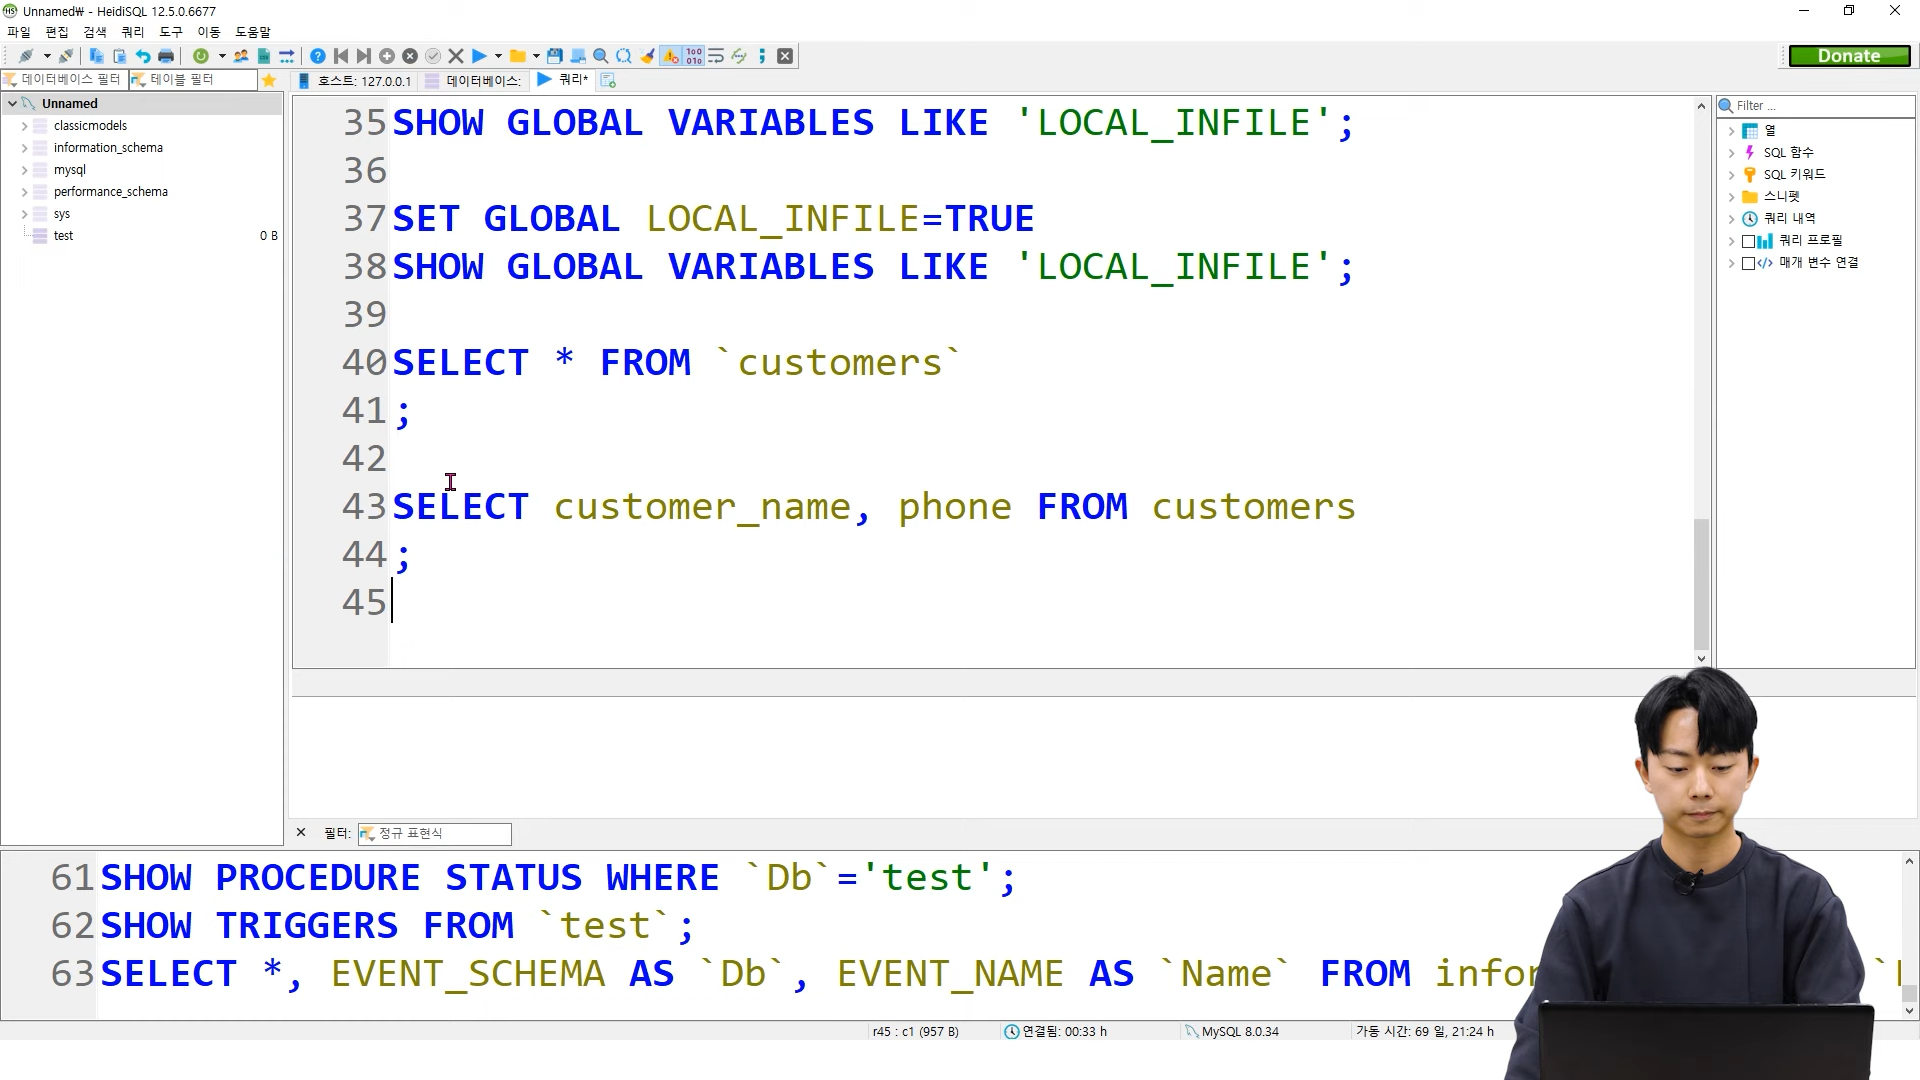 Unnamed₩ - HeidiSQL 12.5.0.6677
파일 편집 검색 쿼리 도구 이동 도움말
Donate
데이터베이스 필터 테이블 필터
호스트: 127.0.0.1 데이터베이스: 쿼리*
Unnamed
classicmodels
information_schema
mysql
performance_schema
sys
test 0 B
35 SHOW GLOBAL VARIABLES LIKE 'LOCAL_INFILE';
36
37 SET GLOBAL LOCAL_INFILE=TRUE
38 SHOW GLOBAL VARIABLES LIKE 'LOCAL_INFILE';
39
40 SELECT * FROM `customers`
41 ;
42
43 SELECT customer_name, phone FROM customers
44 ;
45
Filter ...
열
SQL 함수
SQL 키워드
스니펫
쿼리 내역
쿼리 프로필
매개 변수 연결
필터: 정규 표현식
61 SHOW PROCEDURE STATUS WHERE `Db`='test';
62 SHOW TRIGGERS FROM `test`;
63 SELECT *, EVENT_SCHEMA AS `Db`, EVENT_NAME AS `Name` FROM infor
r45 : c1 (957 B) 연결됨: 00:33 h MySQL 8.0.34 가동 시간: 69 일, 21:24 h